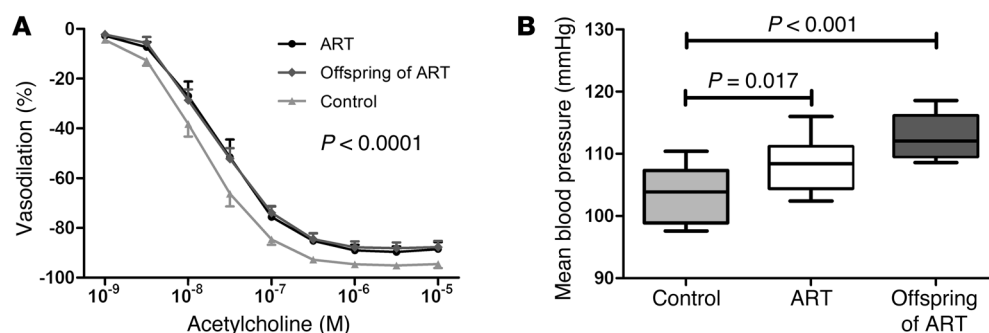 A
Vasodilation (%)
0
-20
-40
-60
-80
-100
ART
Offspring of ART
Control
P < 0.0001
10⁻⁹
10⁻⁸
10⁻⁷
10⁻⁶
10⁻⁵
Acetylcholine (M)
B
Mean blood pressure (mmHg)
130
120
110
100
90
P < 0.001
P = 0.017
Control
ART
Offspring
of ART